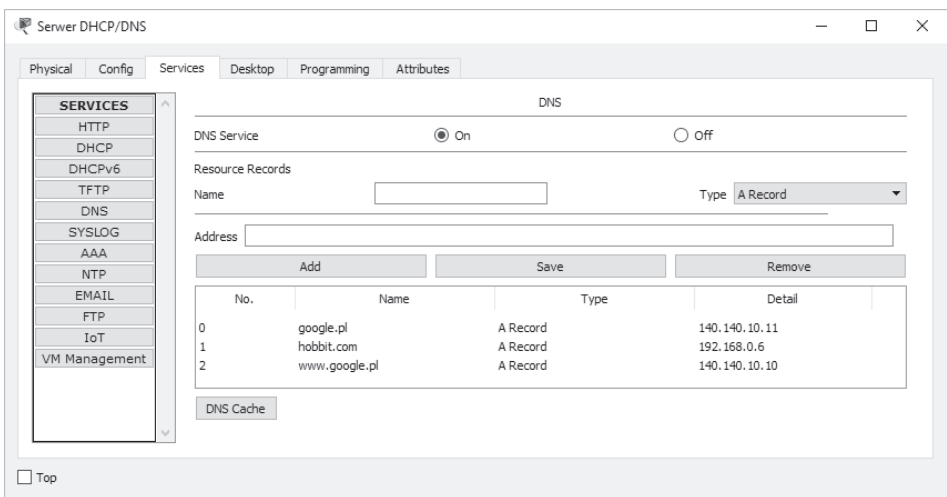 Serwer DHCP/DNS
Physical Config Services Desktop Programming Attributes
SERVICES
HTTP
DHCP
DHCPv6
TFTP
DNS
SYSLOG
AAA
NTP
EMAIL
FTP
IoT
VM Management
DNS
DNS Service On Off
Resource Records
Name Type A Record
Address
Add Save Remove
No. Name Type Detail
0 google.pl A Record 140.140.10.11
1 hobbit.com A Record 192.168.0.6
2 www.google.pl A Record 140.140.10.10
DNS Cache
Top